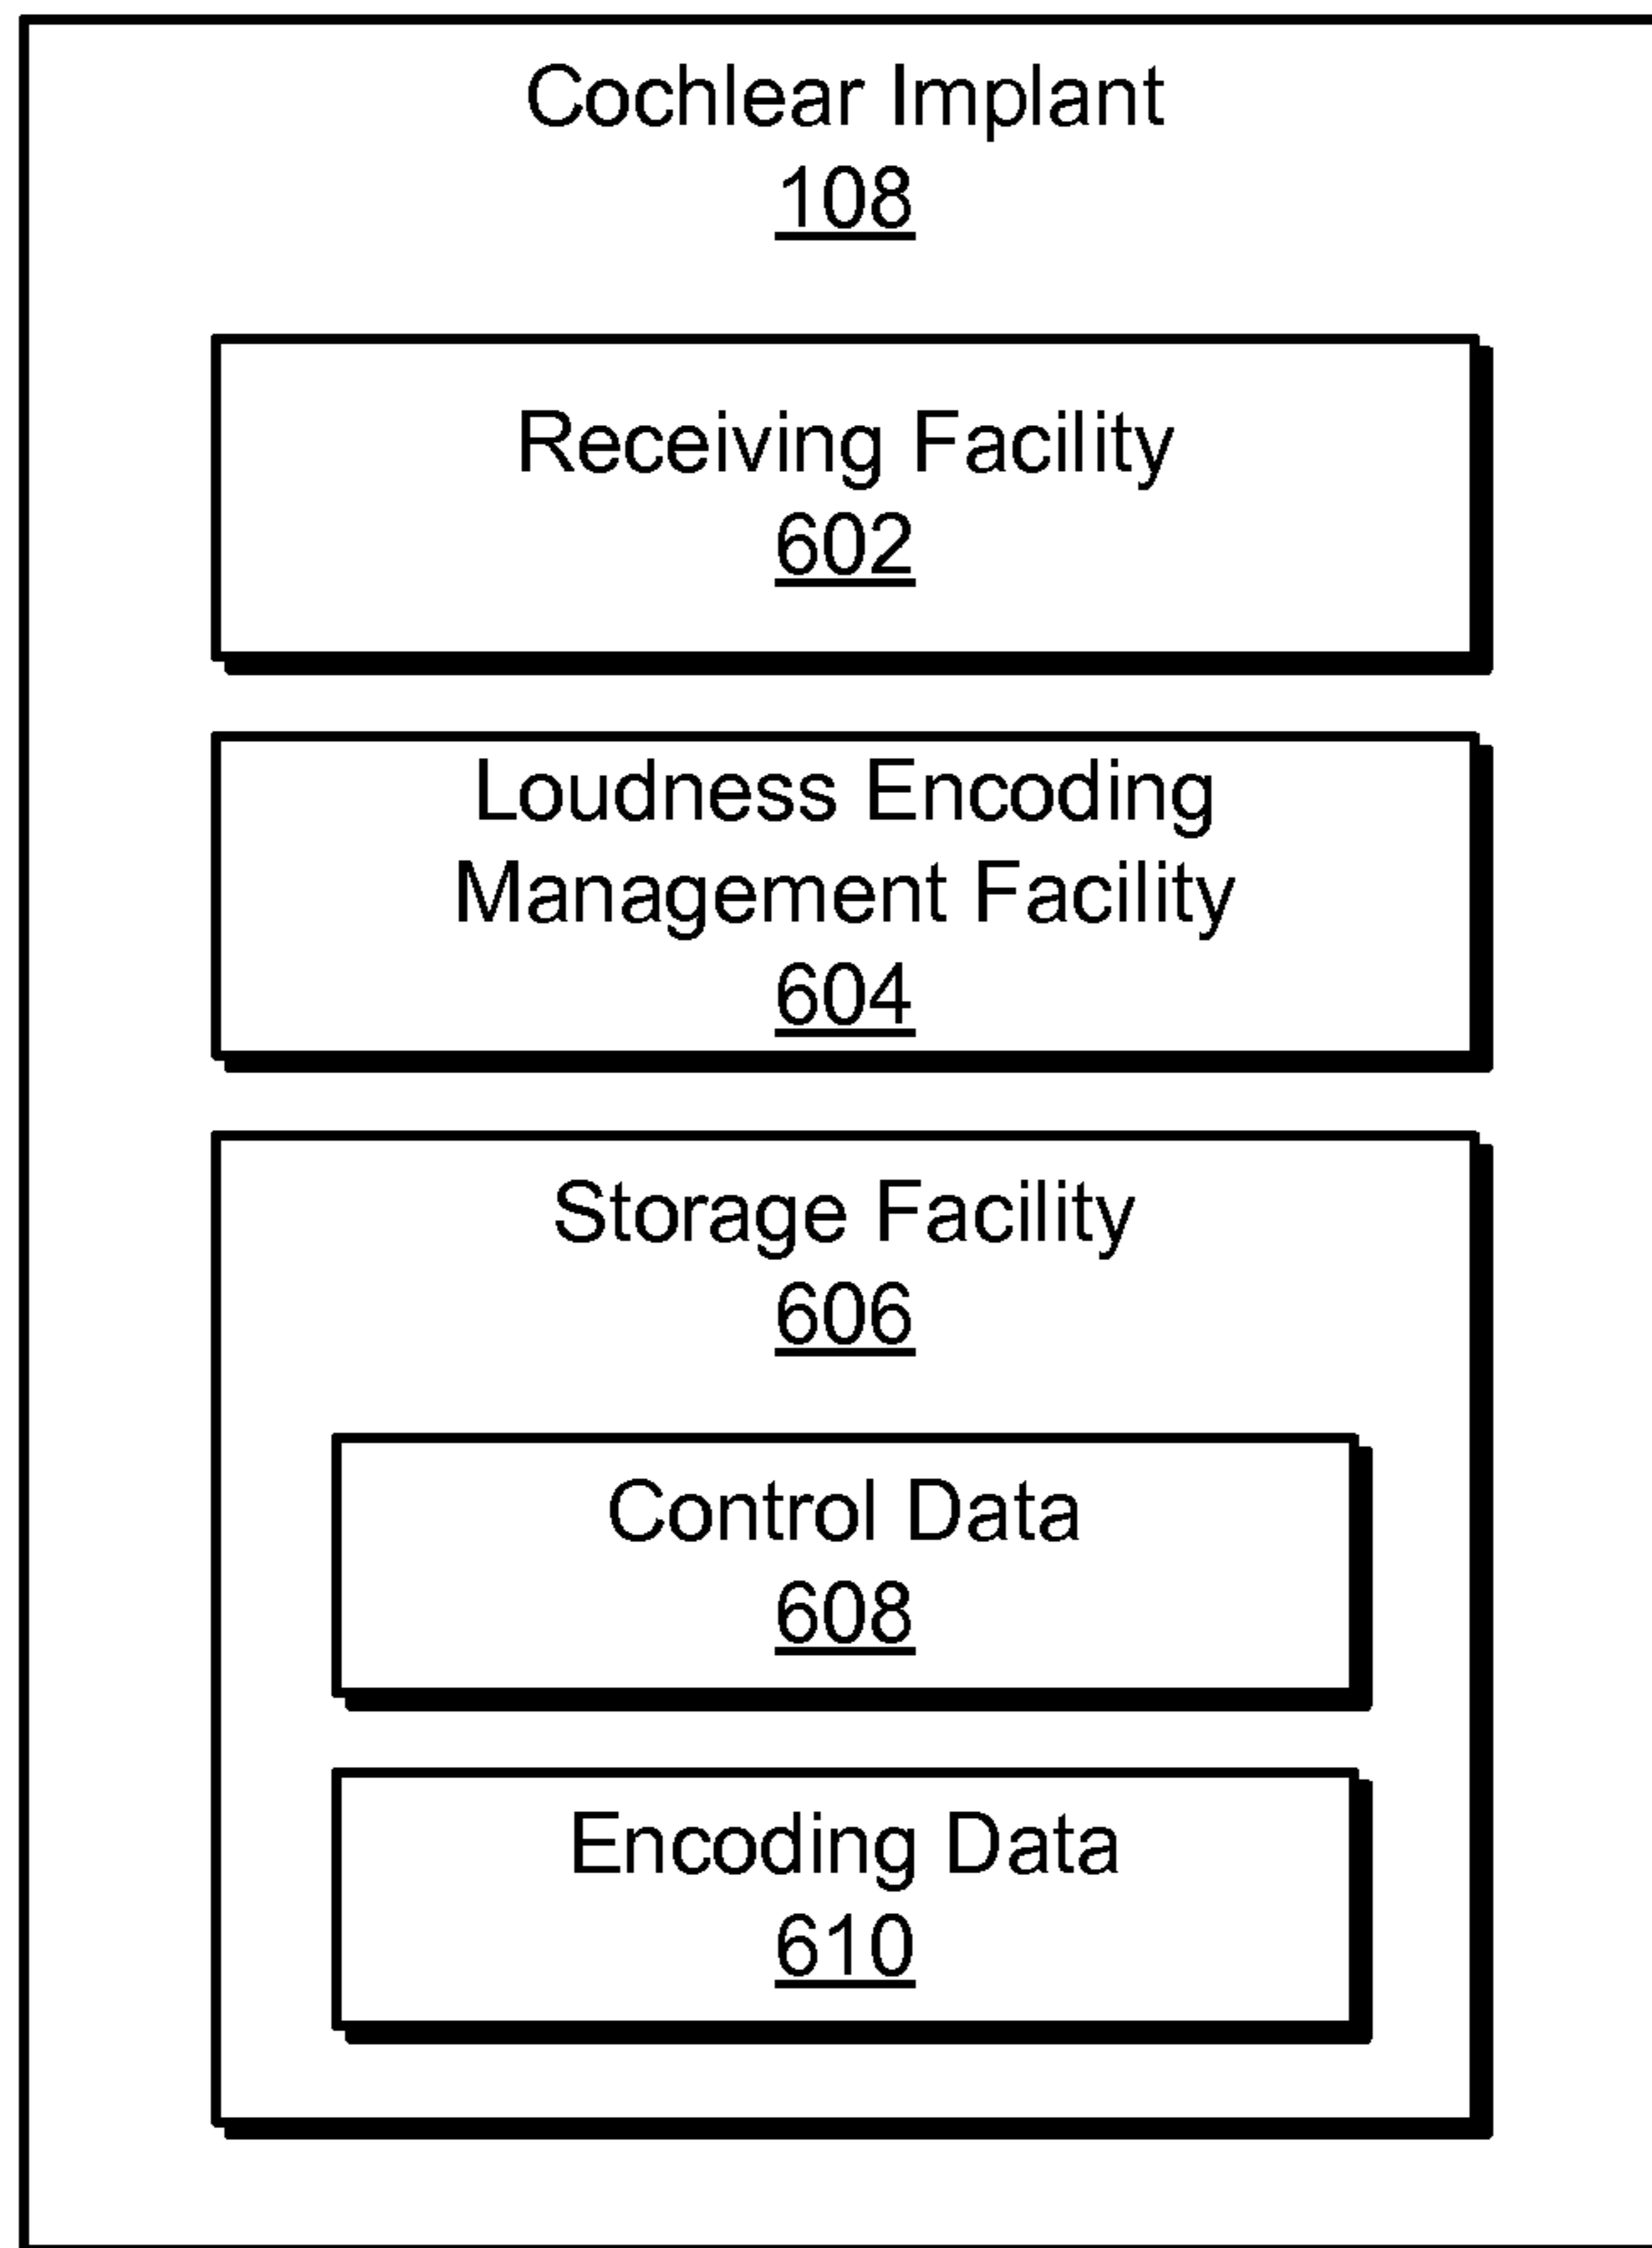 Cochlear Implant
108
Receiving Facility
602
Loudness Encoding
Management Facility
604
Storage Facility
606
Control Data
608
Encoding Data
610